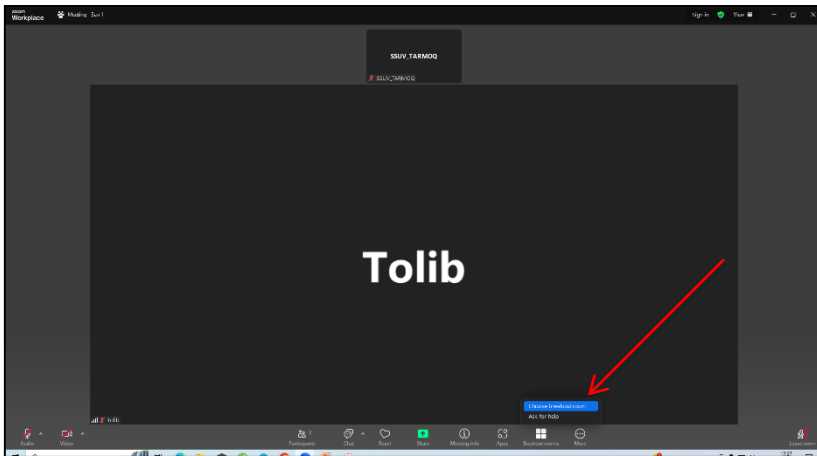 zoom
Workplace
Meeting
Sign in
View
SSUV_TARMOQ
SSUV_TARMOQ
Tolib
Choose breakout room
Ask for help
Tolib
Audio
Video
Participants
Chat
React
Share
Meeting info
Apps
Breakout rooms
More
Leave room